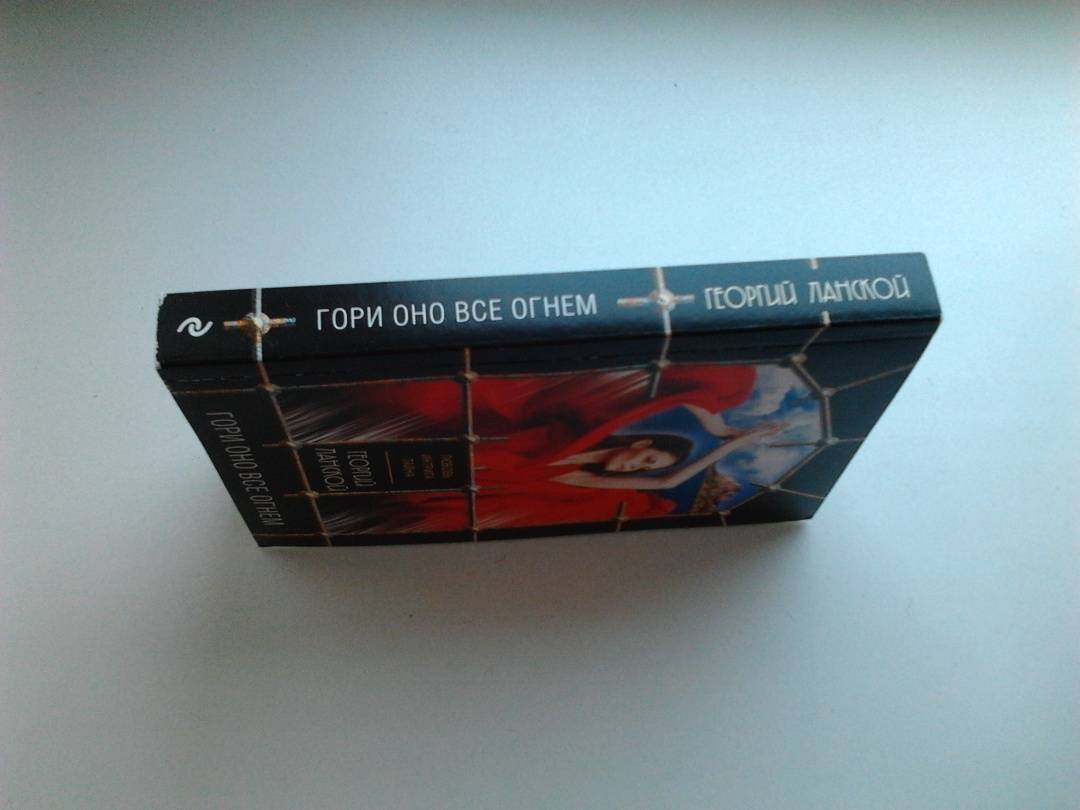 ГОРИ ОНО ВСЕ ОГНЕМ
ГЕОРГИЙ ЛАНСКОЙ
ГЕОРГИЙ
ЛАНСКОЙ
ГОРИ ОНО ВСЕ ОГНЕМ